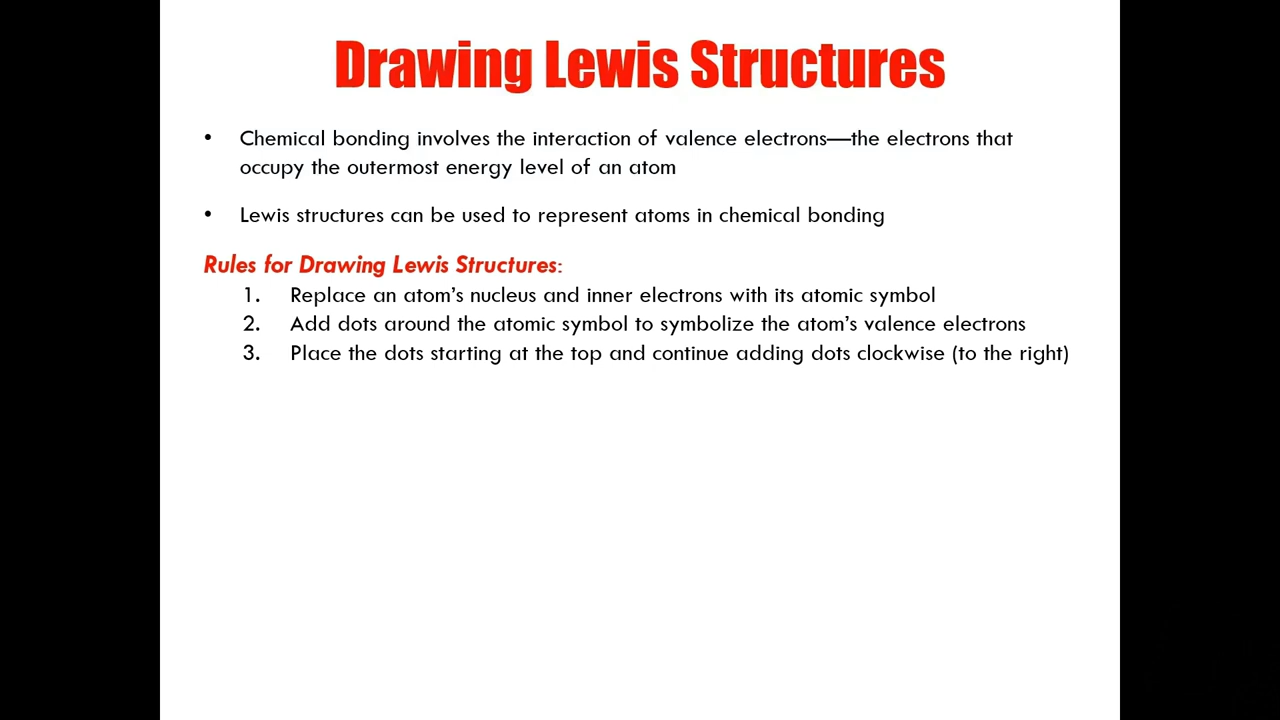 Drawing Lewis Structures
• Chemical bonding involves the interaction of valence electrons—the electrons that
occupy the outermost energy level of an atom
• Lewis structures can be used to represent atoms in chemical bonding
Rules for Drawing Lewis Structures:
1. Replace an atom’s nucleus and inner electrons with its atomic symbol
2. Add dots around the atomic symbol to symbolize the atom’s valence electrons
3. Place the dots starting at the top and continue adding dots clockwise (to the right)